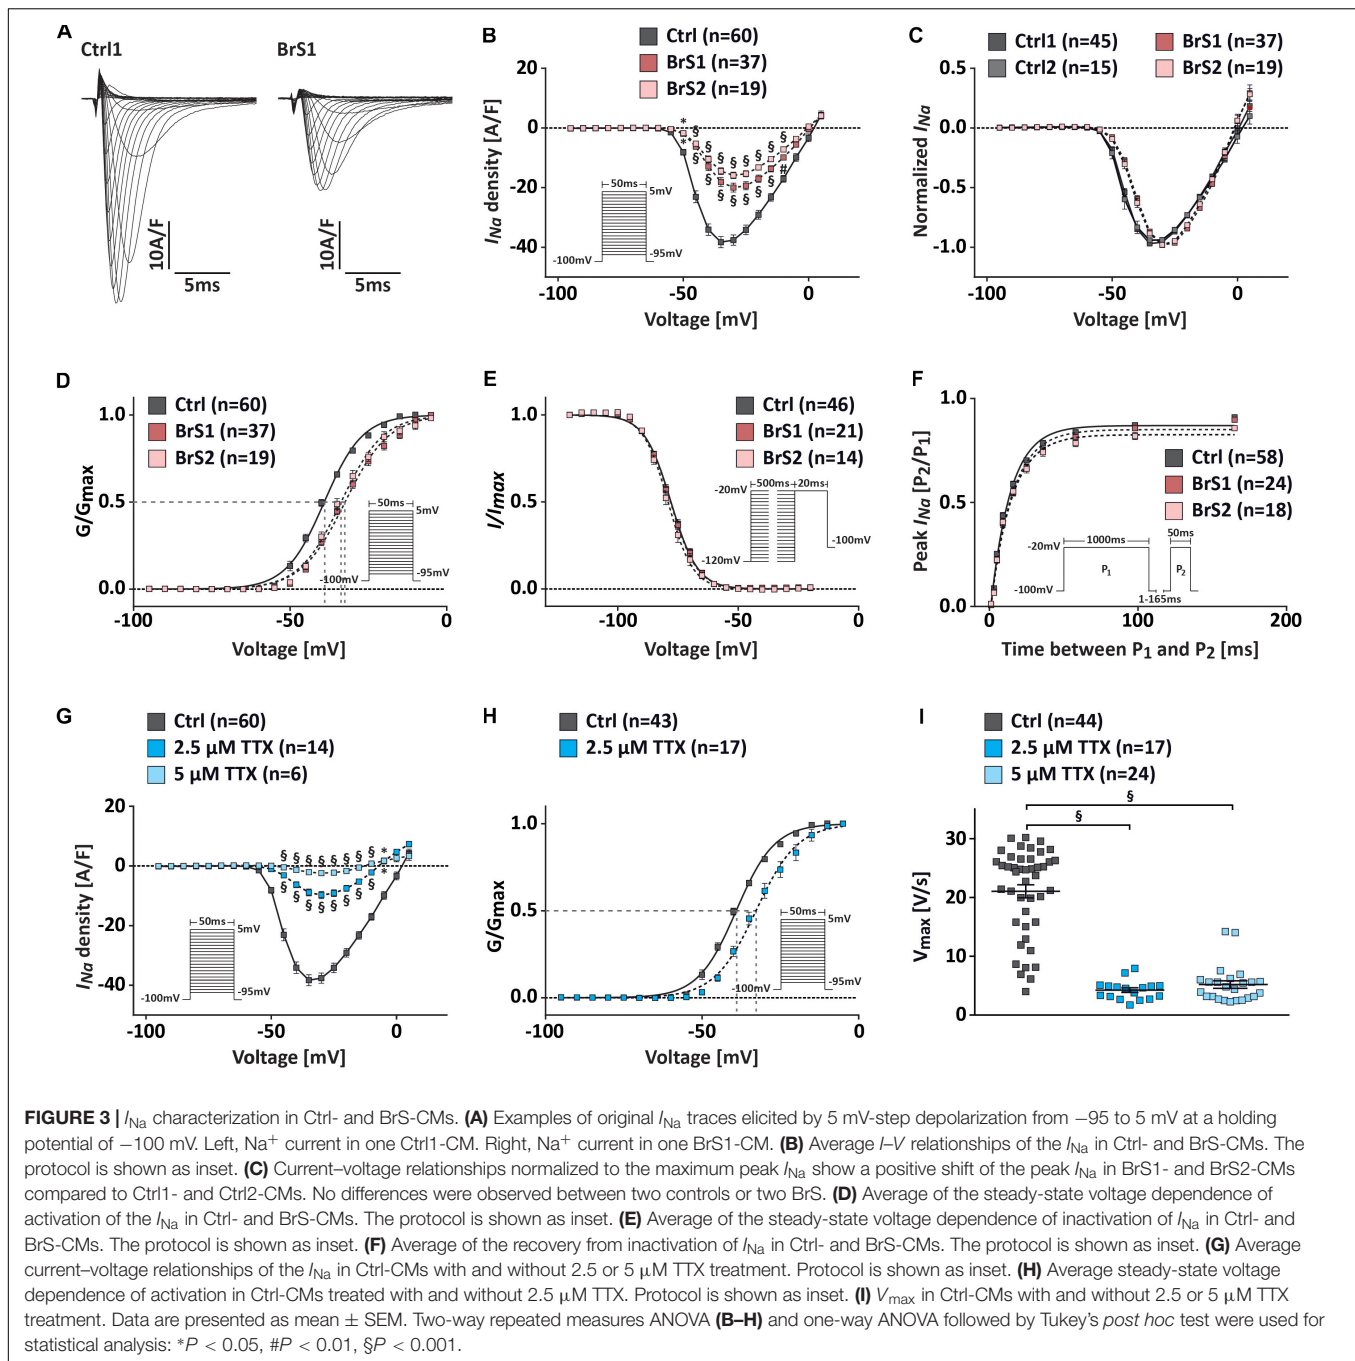 A
Ctrl1
BrS1
10A/F
5ms
10A/F
5ms
B
Ctrl (n=60)
BrS1 (n=37)
BrS2 (n=19)
I_Na density [A/F]
20
0
-20
-40
* § § § § § § § §
* § § § § § § § #
50ms
5mV
-100mV
-95mV
-100
-50
0
Voltage [mV]
C
Ctrl1 (n=45)
BrS1 (n=37)
Ctrl2 (n=15)
BrS2 (n=19)
Normalized I_Na
0.5
0.0
-0.5
-1.0
-100
-50
0
Voltage [mV]
D
Ctrl (n=60)
BrS1 (n=37)
BrS2 (n=19)
G/Gmax
1.0
0.5
0.0
50ms
5mV
-100mV
-95mV
-100
-50
0
Voltage [mV]
E
Ctrl (n=46)
BrS1 (n=21)
BrS2 (n=14)
I/Imax
1.0
0.5
0.0
500ms
20ms
-20mV
-100mV
-120mV
-100
-50
0
Voltage [mV]
F
Peak I_Na [P2/P1]
1.0
0.5
0.0
Ctrl (n=58)
BrS1 (n=24)
BrS2 (n=18)
1000ms
50ms
-20mV
P1
P2
-100mV
1-165ms
0
100
200
Time between P1 and P2 [ms]
G
Ctrl (n=60)
2.5 µM TTX (n=14)
5 µM TTX (n=6)
I_Na density [A/F]
20
0
-20
-40
§ § § § § § § § *
§ § § § § § § § *
50ms
5mV
-100mV
-95mV
-100
-50
0
Voltage [mV]
H
Ctrl (n=43)
2.5 µM TTX (n=17)
G/Gmax
1.0
0.5
0.0
50ms
5mV
-100mV
-95mV
-100
-50
0
Voltage [mV]
I
Ctrl (n=44)
2.5 µM TTX (n=17)
5 µM TTX (n=24)
Vmax [V/s]
30
20
10
0
§
§
FIGURE 3 | I_Na characterization in Ctrl- and BrS-CMs. (A) Examples of original I_Na traces elicited by 5 mV-step depolarization from −95 to 5 mV at a holding
potential of −100 mV. Left, Na+ current in one Ctrl1-CM. Right, Na+ current in one BrS1-CM. (B) Average I–V relationships of the I_Na in Ctrl- and BrS-CMs. The
protocol is shown as inset. (C) Current–voltage relationships normalized to the maximum peak I_Na show a positive shift of the peak I_Na in BrS1- and BrS2-CMs
compared to Ctrl1- and Ctrl2-CMs. No differences were observed between two controls or two BrS. (D) Average of the steady-state voltage dependence of
activation of the I_Na in Ctrl- and BrS-CMs. The protocol is shown as inset. (E) Average of the steady-state voltage dependence of inactivation of I_Na in Ctrl- and
BrS-CMs. The protocol is shown as inset. (F) Average of the recovery from inactivation of I_Na in Ctrl- and BrS-CMs. The protocol is shown as inset. (G) Average
current–voltage relationships of the I_Na in Ctrl-CMs with and without 2.5 or 5 µM TTX treatment. Protocol is shown as inset. (H) Average steady-state voltage
dependence of activation in Ctrl-CMs treated with and without 2.5 µM TTX. Protocol is shown as inset. (I) Vmax in Ctrl-CMs with and without 2.5 or 5 µM TTX
treatment. Data are presented as mean ± SEM. Two-way repeated measures ANOVA (B–H) and one-way ANOVA followed by Tukey's post hoc test were used for
statistical analysis: *P < 0.05, #P < 0.01, §P < 0.001.